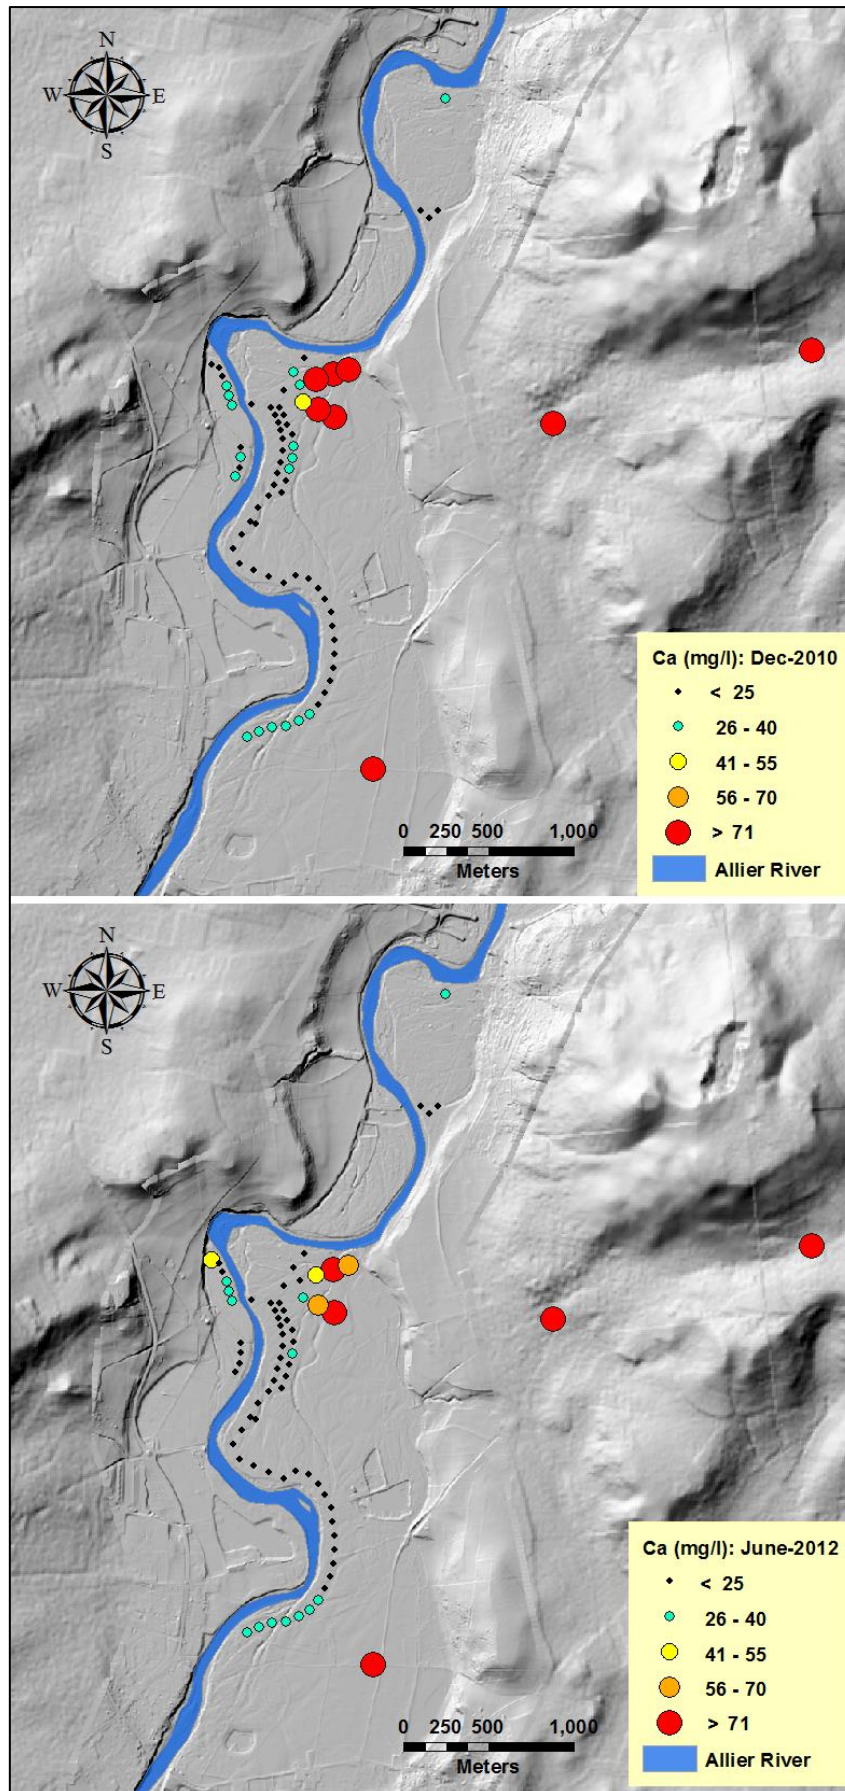 N
W E
S
Ca (mg/l): Dec-2010
< 25
26 - 40
41 - 55
56 - 70
> 71
Allier River
0 250 500 1,000
Meters
N
W E
S
Ca (mg/l): June-2012
< 25
26 - 40
41 - 55
56 - 70
> 71
Allier River
0 250 500 1,000
Meters